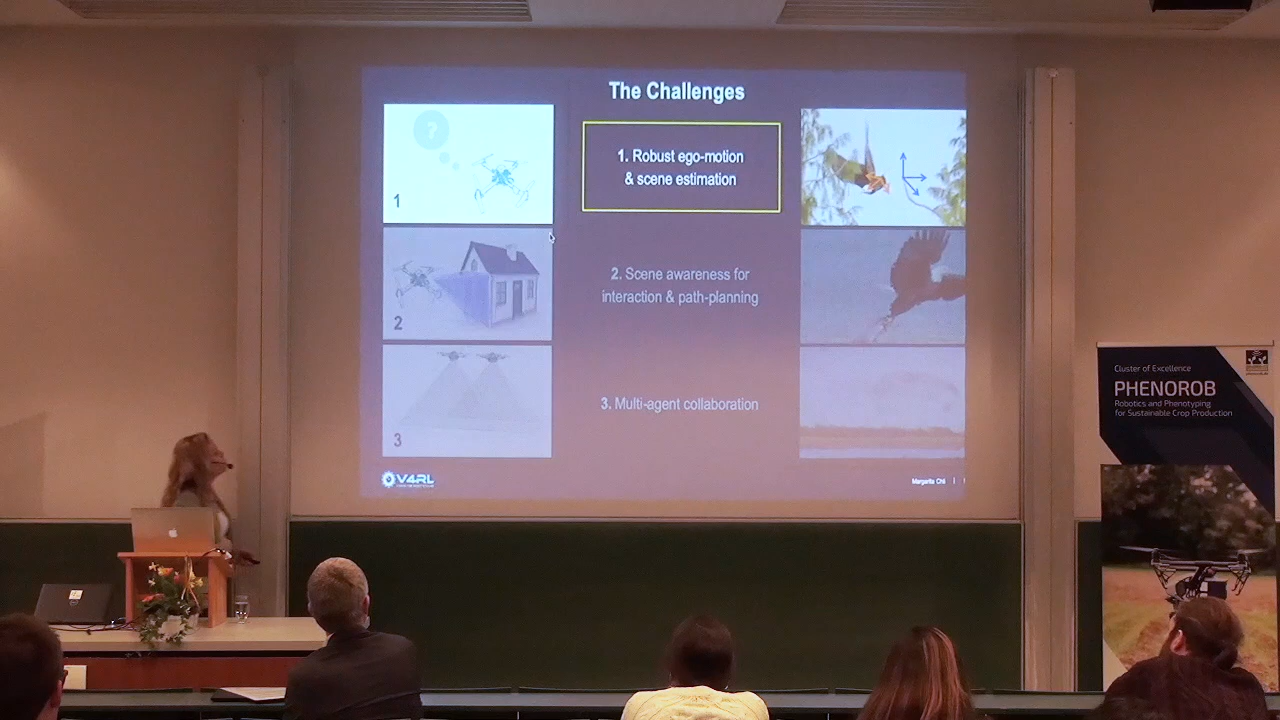 The Challenges
?
1
1. Robust ego-motion
& scene estimation
2
2. Scene awareness for
interaction & path-planning
3
3. Multi-agent collaboration
V4RL
Margarita Chli
Cluster of Excellence
PHENOROB
Robotics and Phenotyping
for Sustainable Crop Production